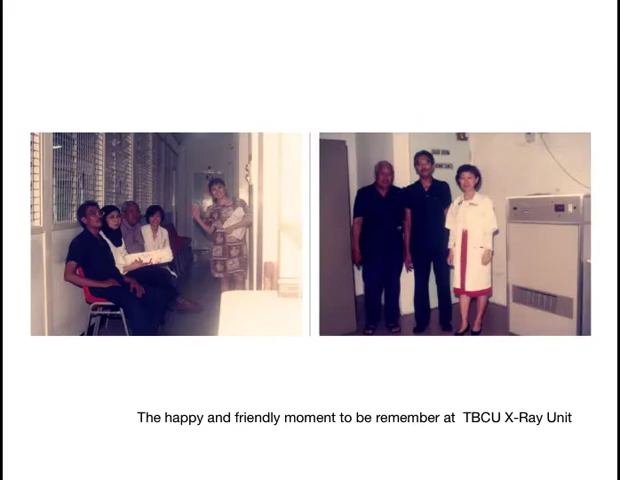 The happy and friendly moment to be remember at TBCU X-Ray Unit